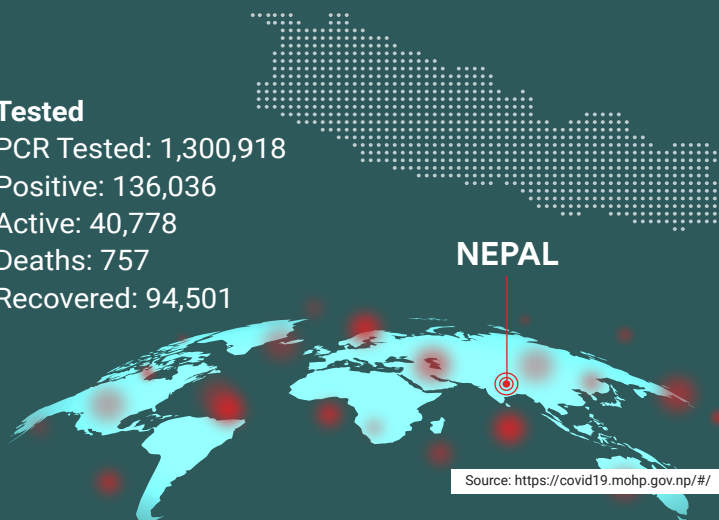 Tested
PCR Tested: 1,300,918
Positive: 136,036
Active: 40,778
Deaths: 757
Recovered: 94,501
NEPAL
Source: https://covid19.mohp.gov.np/#/